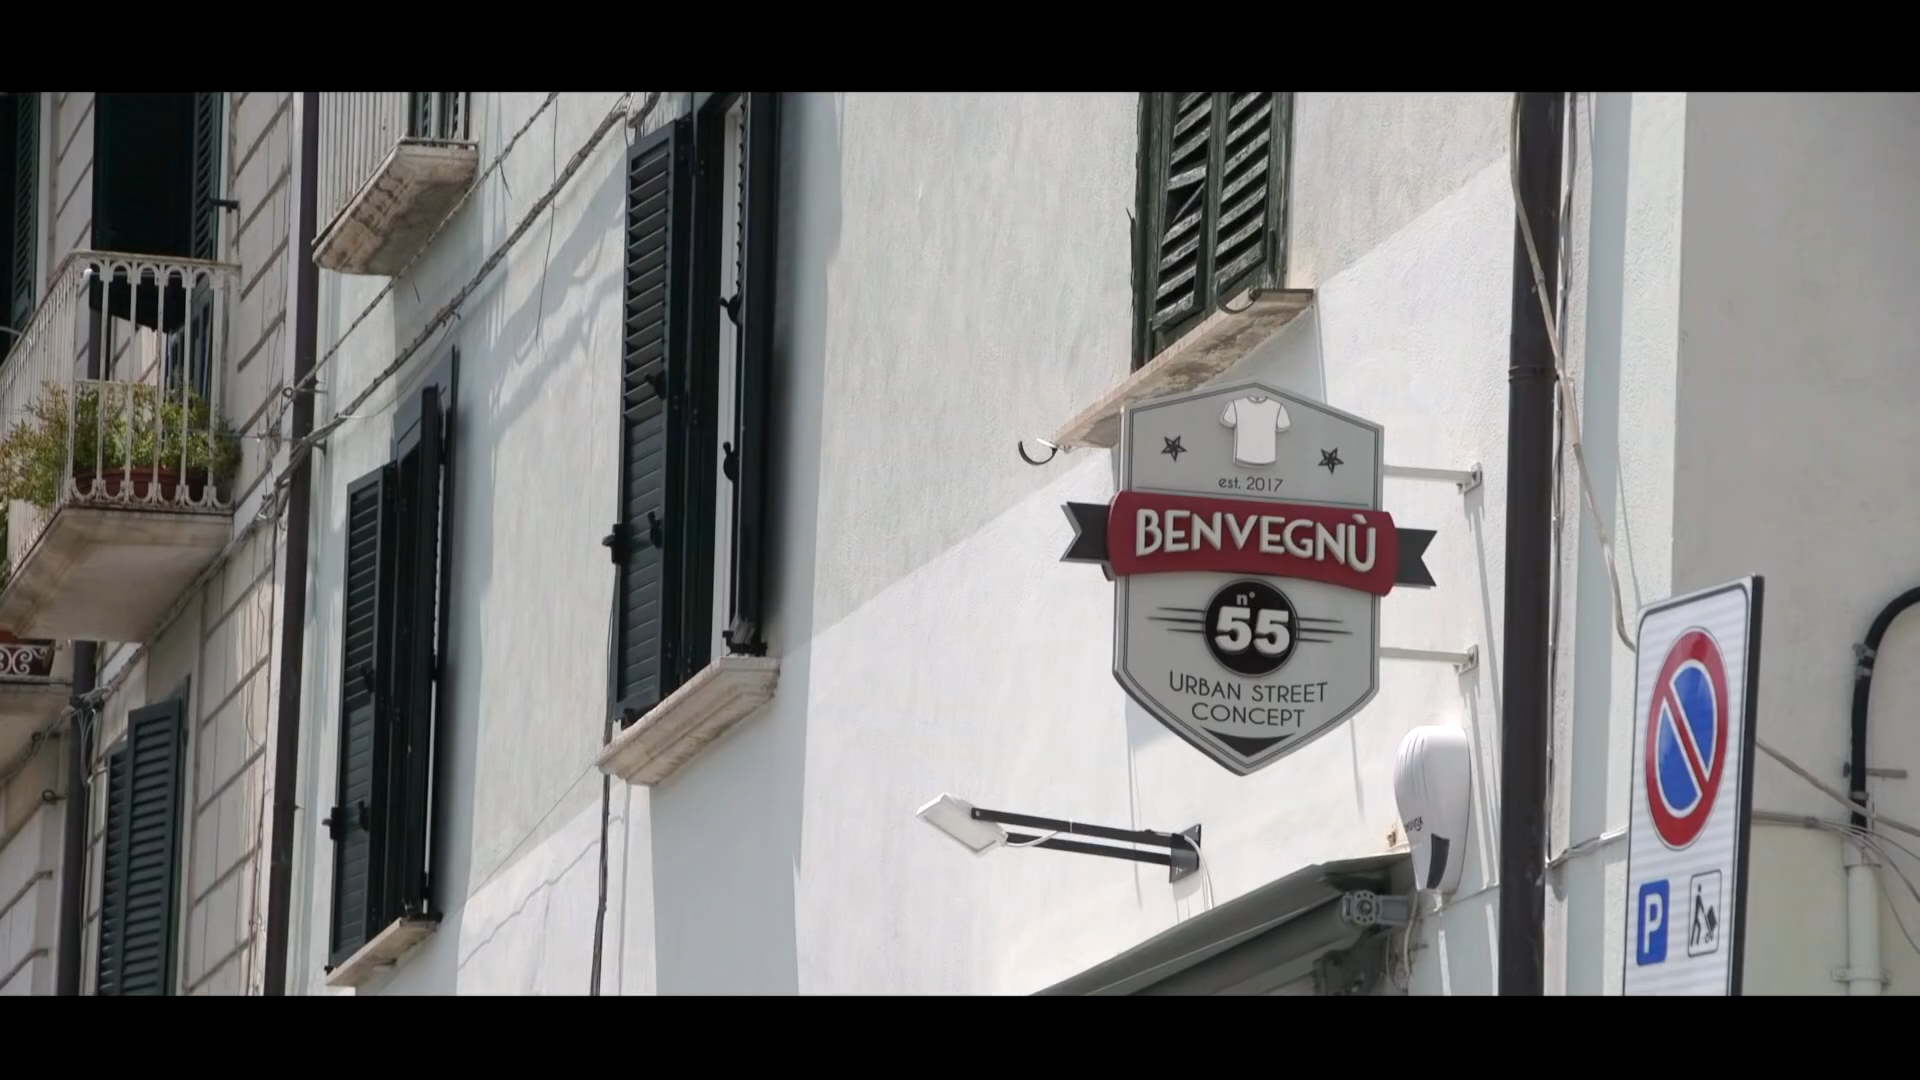 est. 2017
BENVEGNÙ
n°
55
URBAN STREET
CONCEPT
P